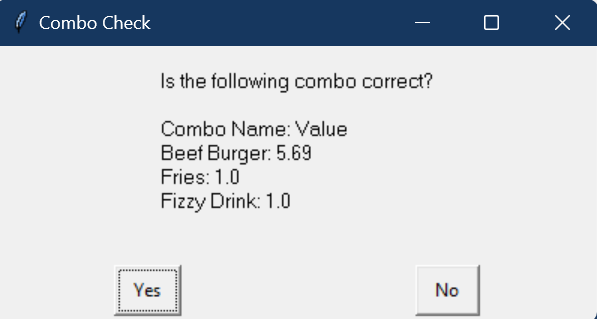 Combo Check
Is the following combo correct?
Combo Name: Value
Beef Burger: 5.69
Fries: 1.0
Fizzy Drink: 1.0
Yes No